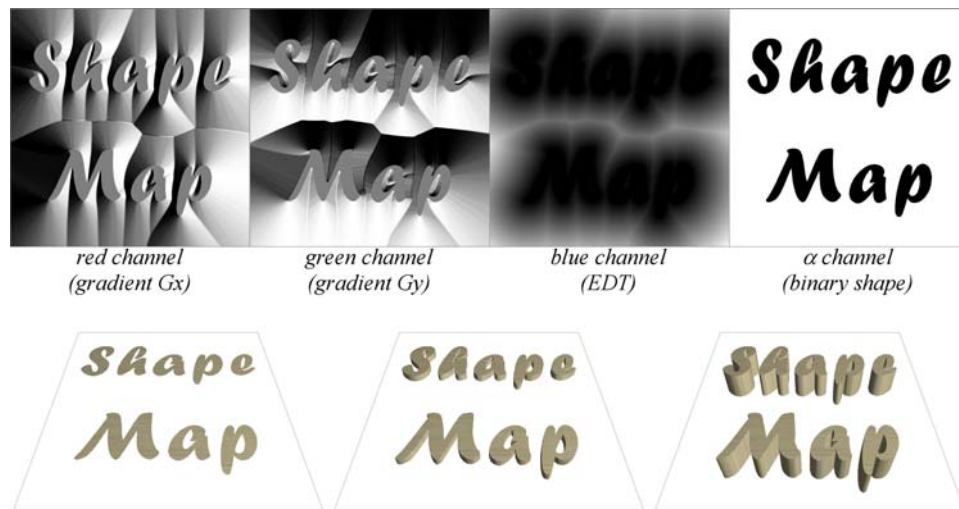 Shape
Map
Shape
Map
Shape
Map
Shape
Map
red channel
(gradient Gx)
green channel
(gradient Gy)
blue channel
(EDT)
α channel
(binary shape)
Shape
Map
Shape
Map
Shape
Map